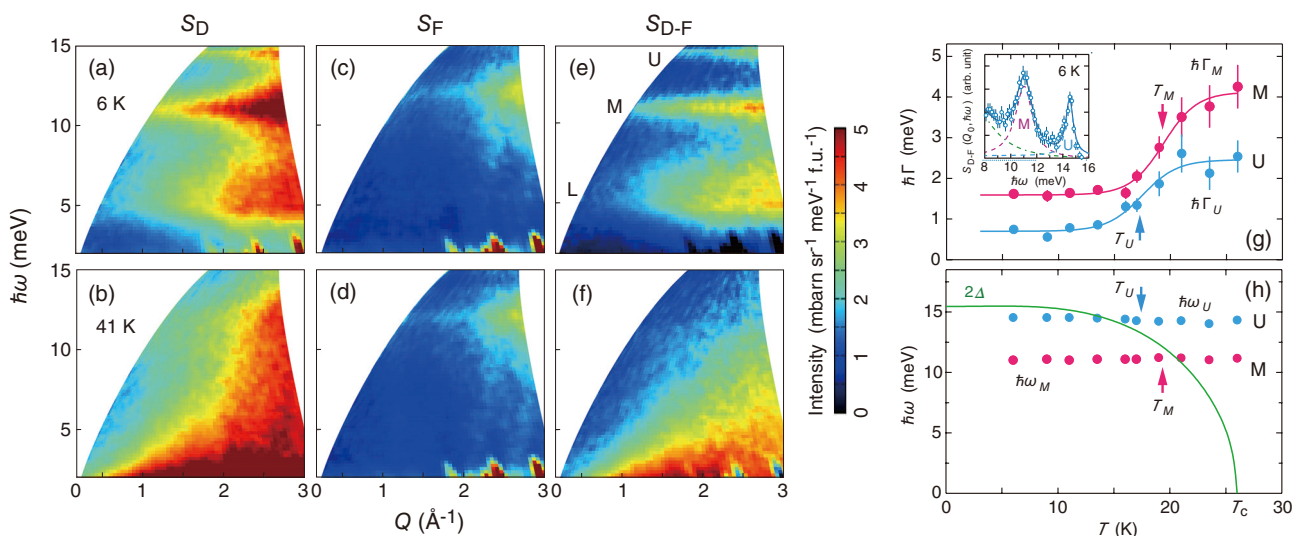 S_D
S_F
S_D-F
(a)
6 K
(c)
(e)
U
M
L
(b)
41 K
(d)
(f)
15
10
5
15
10
5
ħω (meV)
0
1
2
3
0
1
2
3
0
1
2
3
Q (Å⁻¹)
5
4
3
2
1
0
Intensity (mbarn sr⁻¹ meV⁻¹ f.u.⁻¹)
5
4
3
2
1
0
ħΓ (meV)
6 K
M
U
8 10 12 14 16
ħω (meV)
S_D-F (Q₀, ħω) (arb. unit)
T_M
ħΓ_M
M
U
ħΓ_U
T_U
(g)
2Δ
T_U
ħω_U
(h)
U
M
ħω_M
T_M
15
10
5
0
ħω (meV)
0
10
20
T_c
30
T (K)